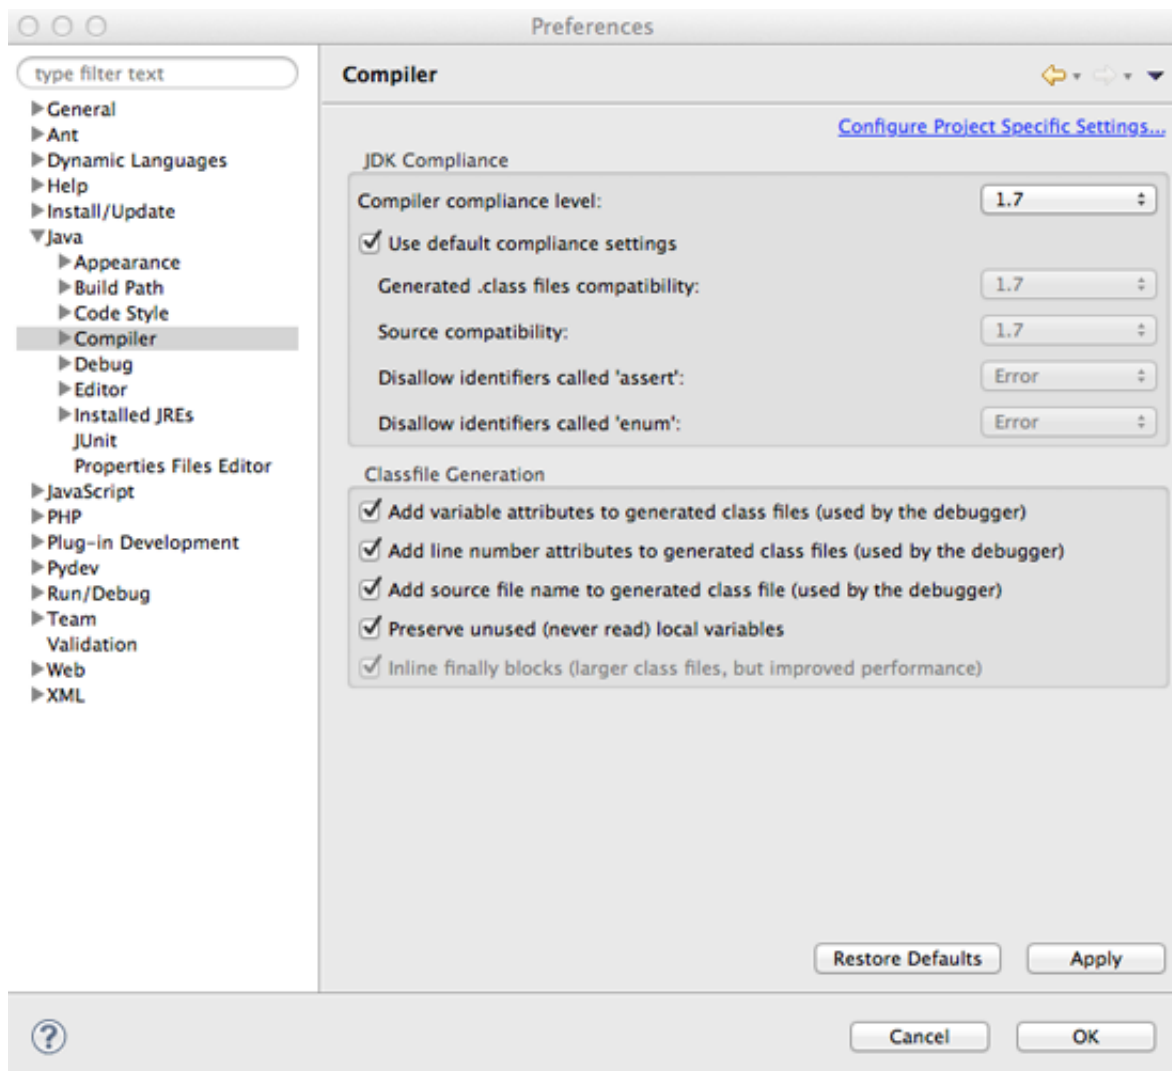 Preferences
type filter text
General
Ant
Dynamic Languages
Help
Install/Update
Java
Appearance
Build Path
Code Style
Compiler
Debug
Editor
Installed JREs
JUnit
Properties Files Editor
JavaScript
PHP
Plug-in Development
Pydev
Run/Debug
Team
Validation
Web
XML
Compiler
Configure Project Specific Settings...
JDK Compliance
Compiler compliance level: 1.7
Use default compliance settings
Generated .class files compatibility: 1.7
Source compatibility: 1.7
Disallow identifiers called 'assert': Error
Disallow identifiers called 'enum': Error
Classfile Generation
Add variable attributes to generated class files (used by the debugger)
Add line number attributes to generated class files (used by the debugger)
Add source file name to generated class file (used by the debugger)
Preserve unused (never read) local variables
Inline finally blocks (larger class files, but improved performance)
Restore Defaults Apply
? Cancel OK